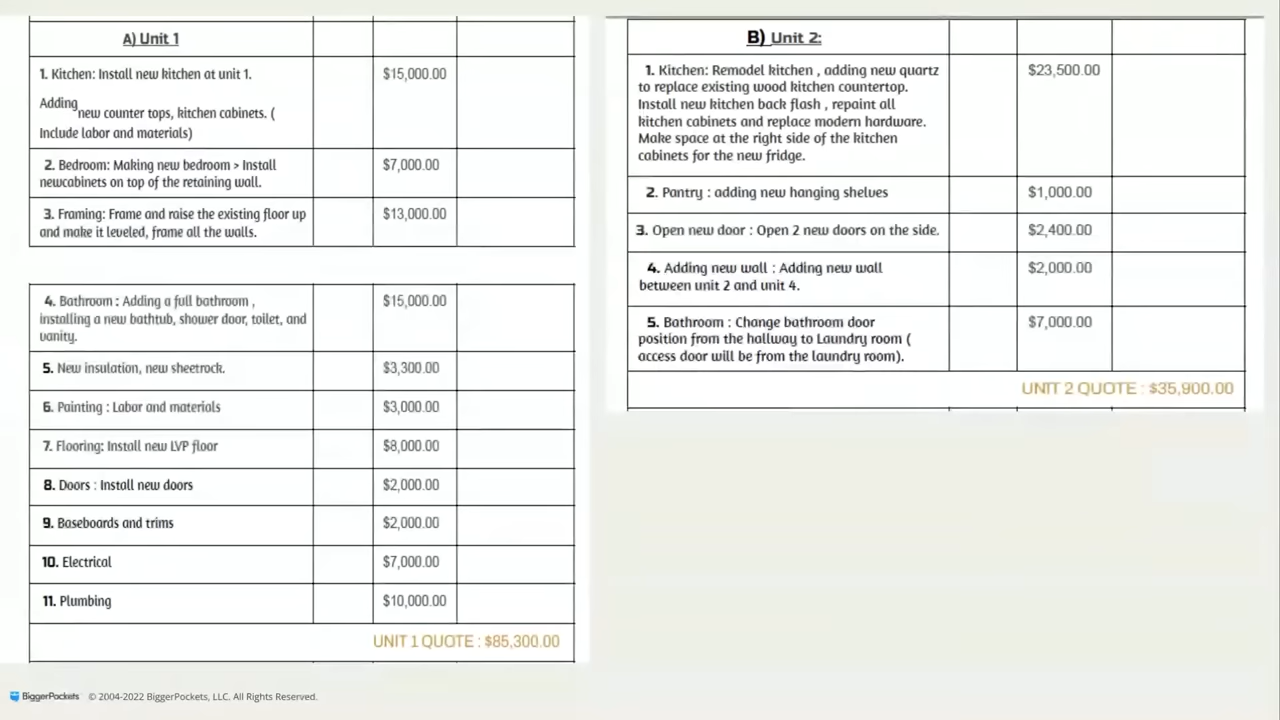 A) Unit 1
1. Kitchen: Install new kitchen at unit 1.
$15,000.00
Adding
new counter tops, kitchen cabinets. (
Include labor and materials)
2. Bedroom: Making new bedroom > Install
$7,000.00
newcabinets on top of the retaining wall.
3. Framing: Frame and raise the existing floor up
$13,000.00
and make it leveled, frame all the walls.
4. Bathroom : Adding a full bathroom ,
$15,000.00
installing a new bathtub, shower door, toilet, and
vanity.
5. New insulation, new sheetrock.
$3,300.00
6. Painting : Labor and materials
$3,000.00
7. Flooring: Install new LVP floor
$8,000.00
8. Doors : Install new doors
$2,000.00
9. Baseboards and trims
$2,000.00
10. Electrical
$7,000.00
11. Plumbing
$10,000.00
UNIT 1 QUOTE : $85,300.00
B) Unit 2:
1. Kitchen: Remodel kitchen , adding new quartz
$23,500.00
to replace existing wood kitchen countertop.
Install new kitchen back flash , repaint all
kitchen cabinets and replace modern hardware.
Make space at the right side of the kitchen
cabinets for the new fridge.
2. Pantry : adding new hanging shelves
$1,000.00
3. Open new door : Open 2 new doors on the side.
$2,400.00
4. Adding new wall : Adding new wall
$2,000.00
between unit 2 and unit 4.
5. Bathroom : Change bathroom door
$7,000.00
position from the hallway to Laundry room (
access door will be from the laundry room).
UNIT 2 QUOTE : $35,900.00
BiggerPockets © 2004-2022 BiggerPockets, LLC. All Rights Reserved.